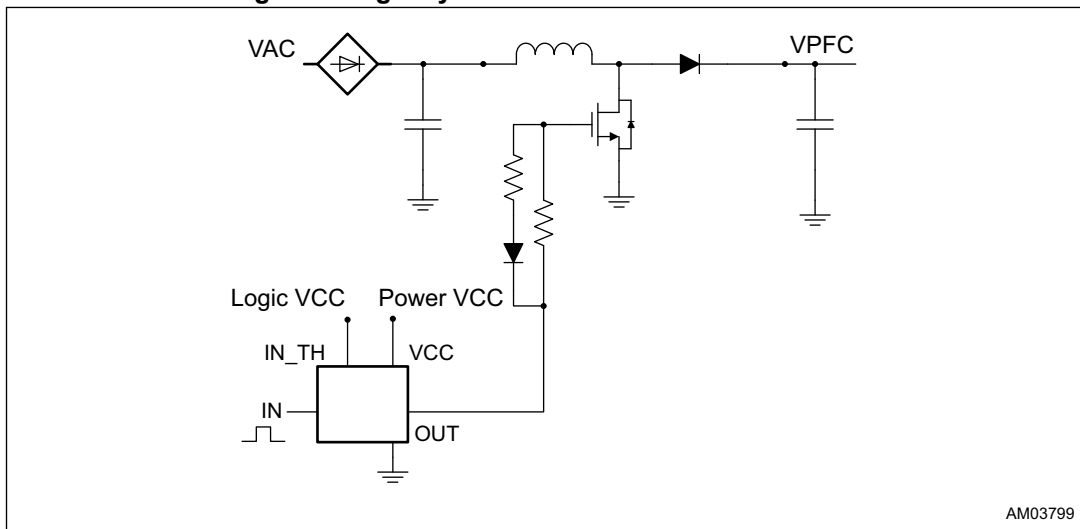 VAC
VPFC
Logic VCC
Power VCC
IN_TH
VCC
IN
OUT
AM03799